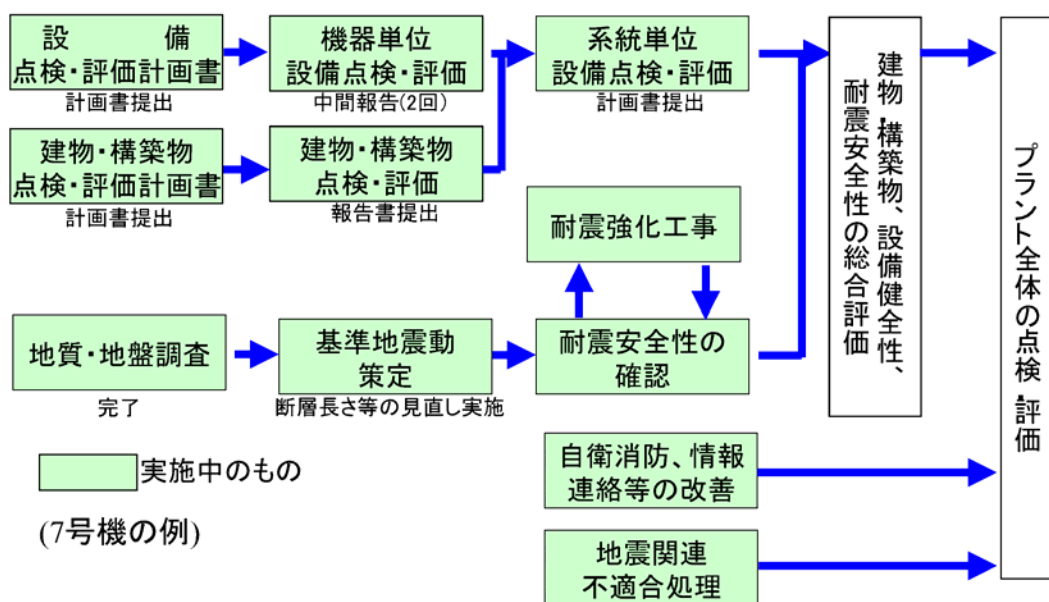 設　　備
点検・評価計画書
計画書提出
機器単位
設備点検・評価
中間報告(2回)
系統単位
設備点検・評価
計画書提出
建物・構築物
点検・評価計画書
計画書提出
建物・構築物
点検・評価
報告書提出
耐震強化工事
地質・地盤調査
完了
基準地震動
策定
断層長さ等の見直し実施
耐震安全性の
確認
建物・構築物、設備健全性、
耐震安全性の総合評価
プラント全体の点検・評価
自衛消防、情報
連絡等の改善
地震関連
不適合処理
実施中のもの
(7号機の例)